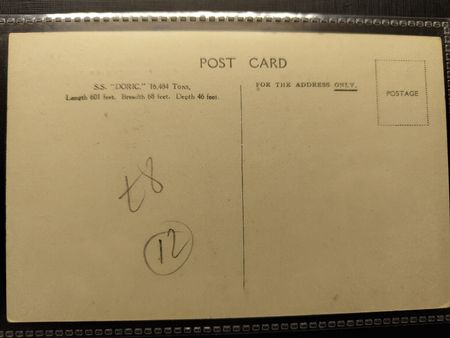 POST CARD
S.S. "DORIC," 16,484 TONS,
Length 601 feet. Breadth 68 feet. Depth 46 feet.
FOR THE ADDRESS ONLY.
POSTAGE
£8
12